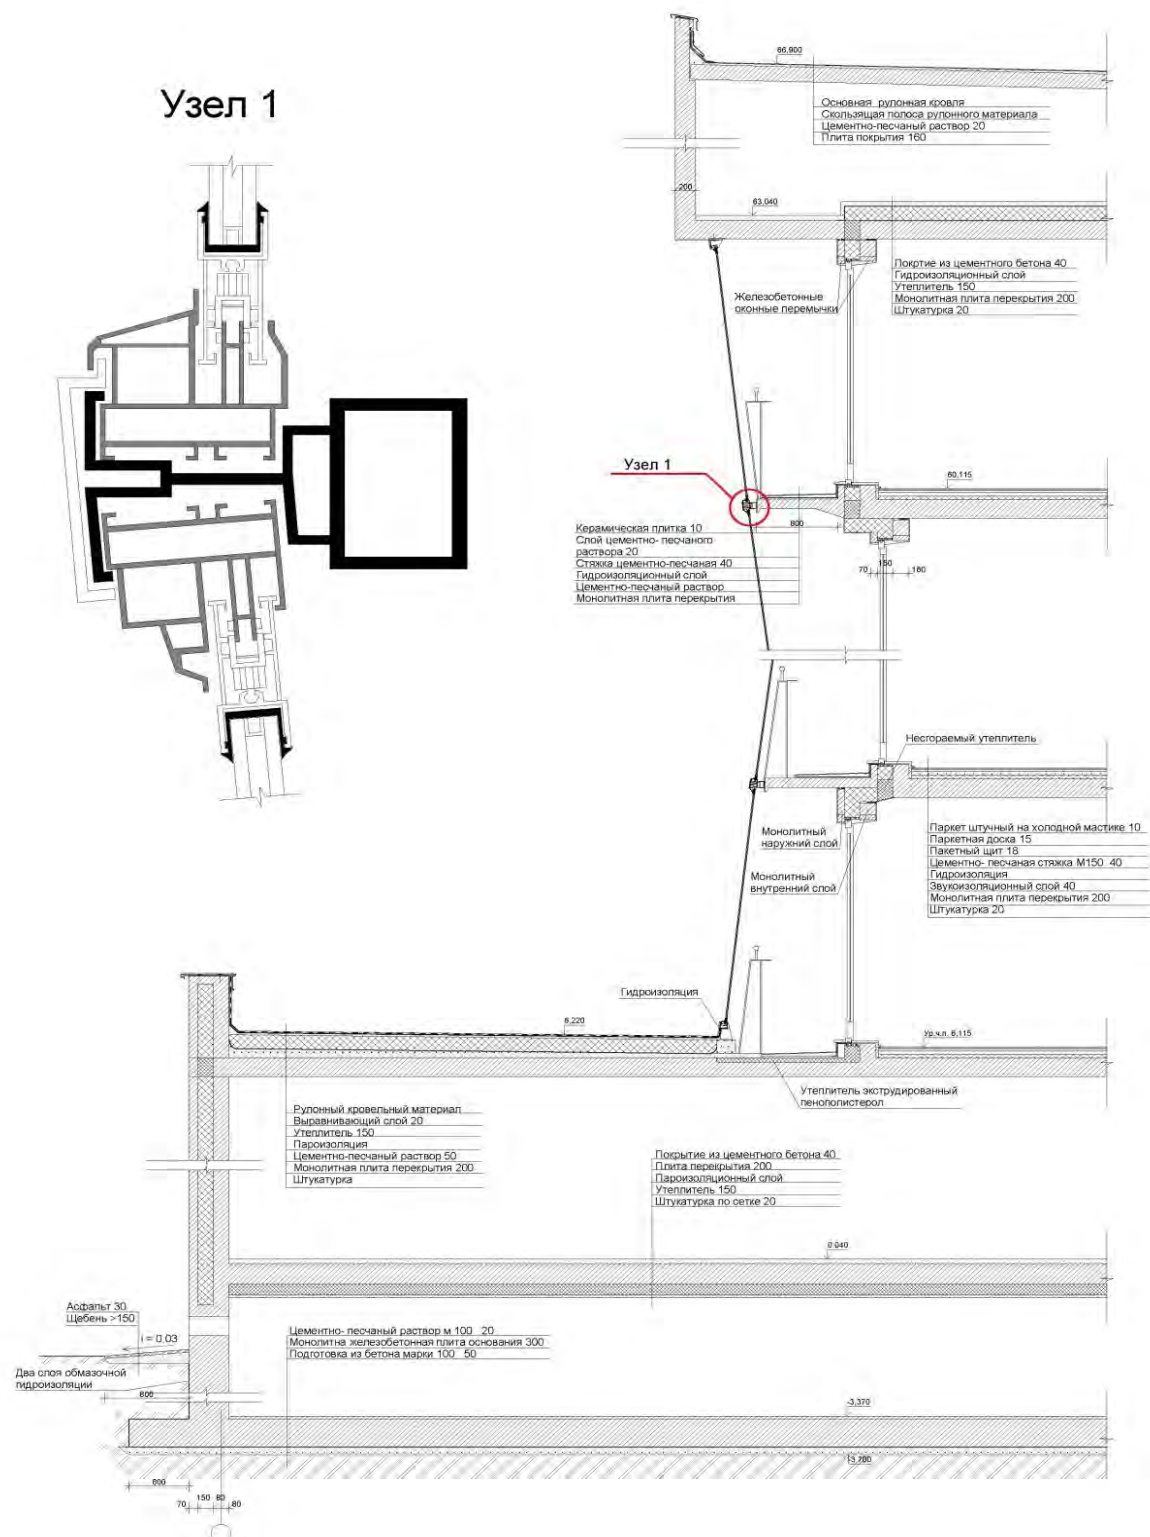 Узел 1
66,900
Основная рулонная кровля
Скользящая полоса рулонного материала
Цементно-песчаный раствор 20
Плита покрытия 160
200
63,040
Покртие из цементного бетона 40
Гидроизоляционный слой
Утеплитель 150
Монолитная плита перекрытия 200
Штукатурка 20
Железобетонные
оконные перемычки
Узел 1
60,115
800
Керамическая плитка 10
Слой цементно- песчаного
раствора 20
Стяжка цементно-песчаная 40
Гидроизоляционный слой
Цементно-песчаный раствор
Монолитная плита перекрытия
70 150 160
Несгораемый утеплитель
Монолитный
наружний слой
Монолитный
внутренний слой
Паркет штучный на холодной мастике 10
Паркетная доска 15
Пакетный щит 18
Цементно- песчаная стяжка М150 40
Гидроизоляция
Звукоизоляционный слой 40
Монолитная плита перекрытия 200
Штукатурка 20
Гидроизоляция
6,220
Ур.ч.п. 6,115
Утеплитель экструдированный
пенополистерол
Рулонный кровельный материал
Выравнивающий слой 20
Утеплитель 150
Пароизоляция
Цементно-песчаный раствор 50
Монолитная плита перекрытия 200
Штукатурка
Покрытие из цементного бетона 40
Плита перекрытия 200
Пароизоляционный слой
Утеплитель 150
Штукатурка по сетке 20
0.040
Асфальт 30
Щебень >150
i = 0,03
Два слоя обмазочной
гидроизоляции
800
Цементно- песчаный раствор м 100 20
Монолитна железобетонная плита основания 300
Подготовка из бетона марки 100 50
-3,370
600
70 150 80 80